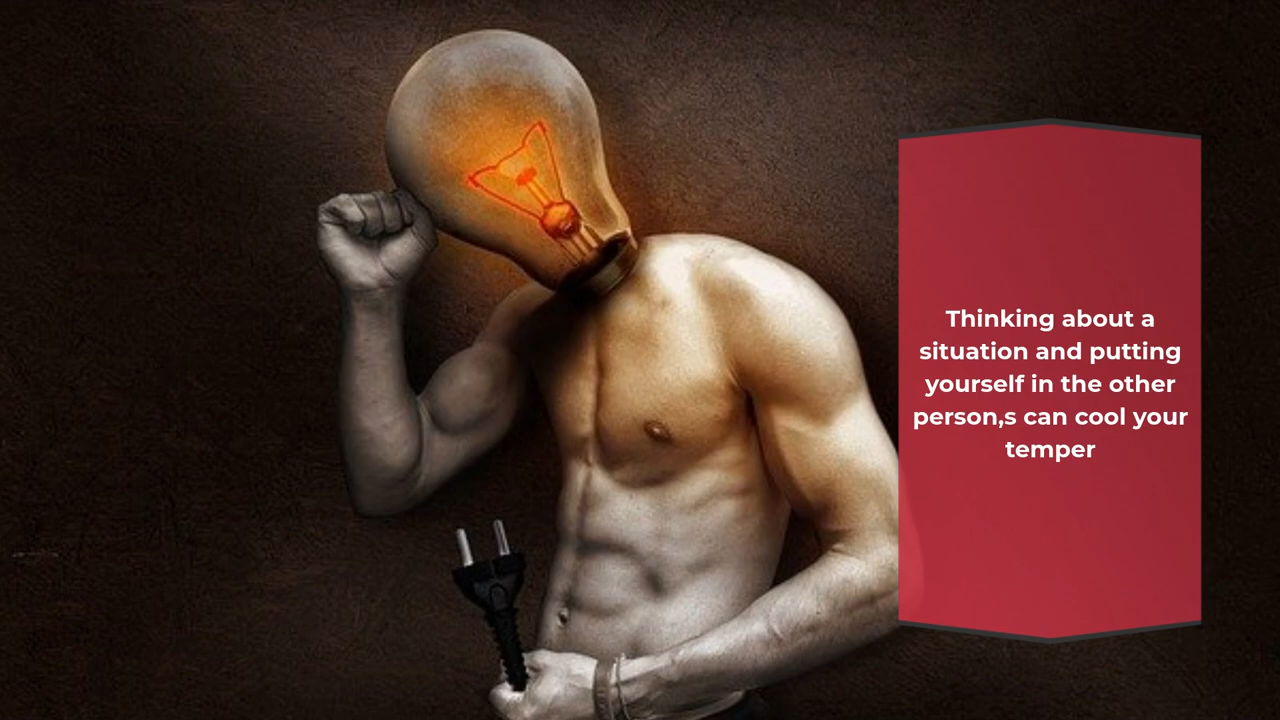 Thinking about a
situation and putting
yourself in the other
person,s can cool your
temper